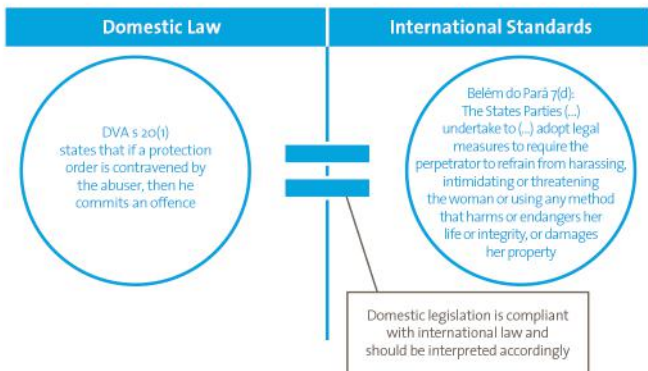 Domestic Law
International Standards
DVA s 20(1)
states that if a protection
order is contravened by
the abuser, then he
commits an offence
Belém do Pará 7(d):
The States Parties (...)
undertake to (...) adopt legal
measures to require the
perpetrator to refrain from harassing,
intimidating or threatening
the woman or using any method
that harms or endangers her
life or integrity, or damages
her property
Domestic legislation is compliant
with international law and
should be interpreted accordingly